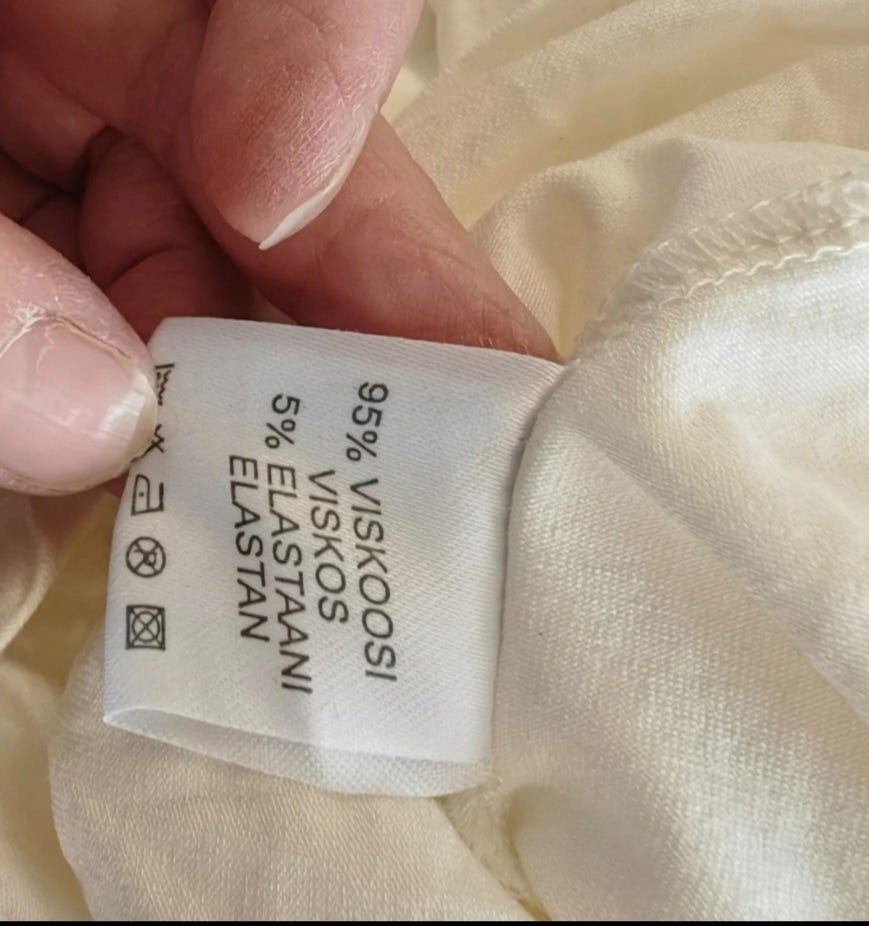 95% VISKOOSI
VISKOS
5% ELASTAANI
ELASTAN